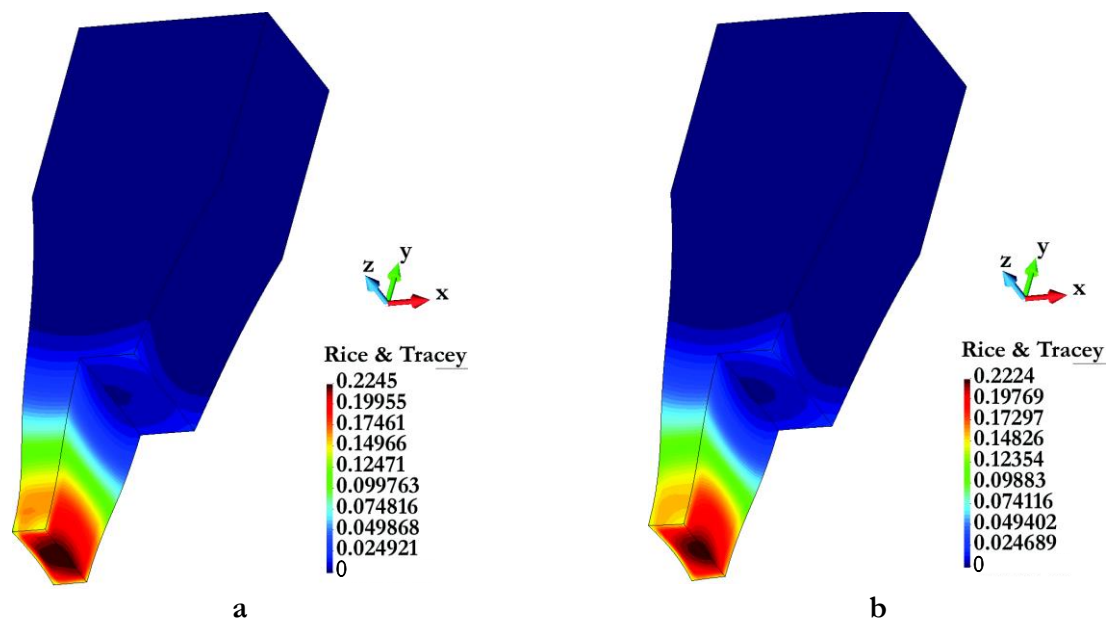 y
z
x
Rice & Tracey
0.2245
0.19955
0.17461
0.14966
0.12471
0.099763
0.074816
0.049868
0.024921
0
a
y
z
x
Rice & Tracey
0.2224
0.19769
0.17297
0.14826
0.12354
0.09883
0.074116
0.049402
0.024689
0
b